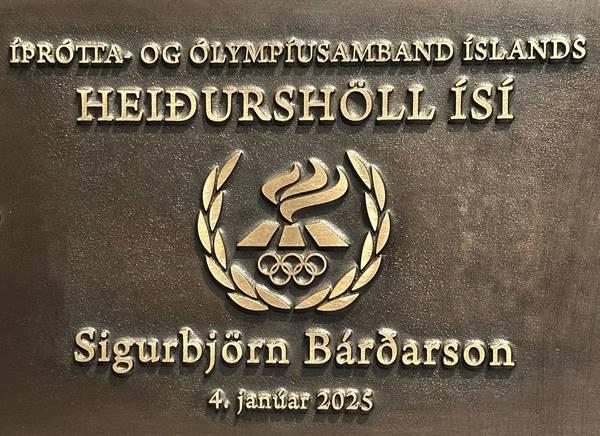 ÍÞRÓTTA- OG ÓLYMPÍUSAMBAND ÍSLANDS
HEIÐURSHÖLL ÍSÍ
Sigurbjörn Bárðarson
4. janúar 2025